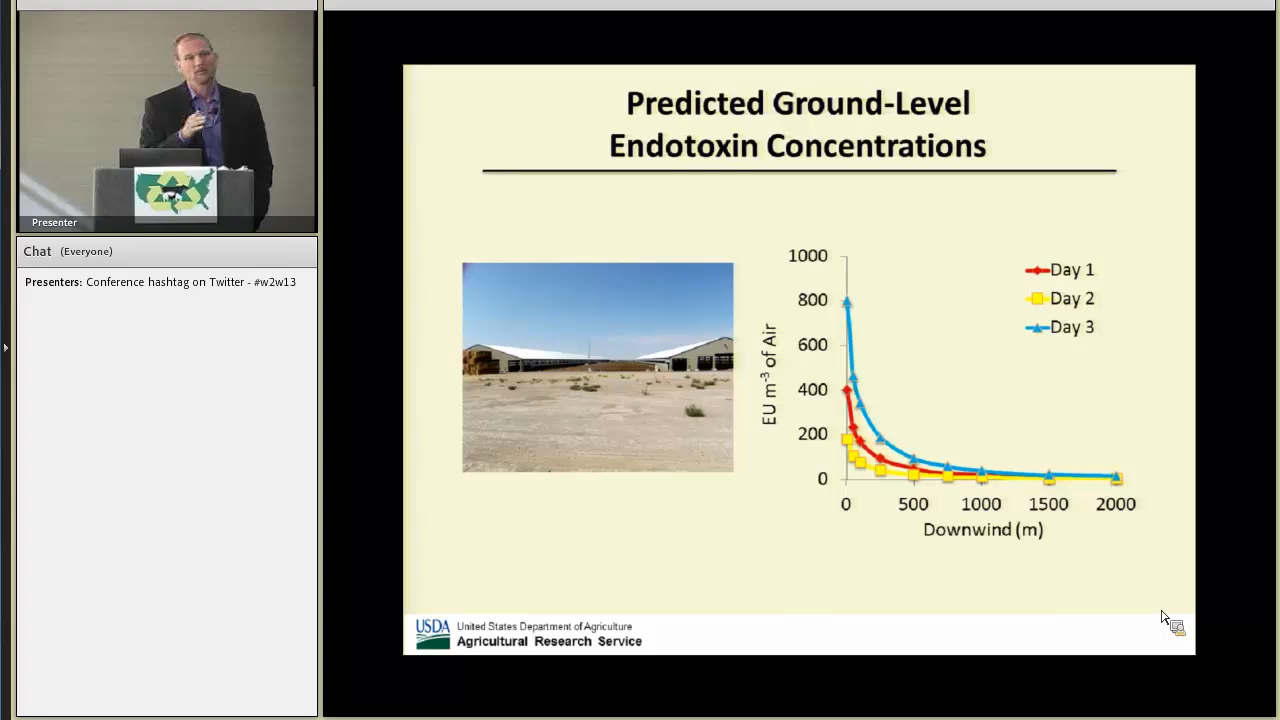 Presenter
Chat (Everyone)
Presenters: Conference hashtag on Twitter - #w2w13
Predicted Ground-Level
Endotoxin Concentrations
EU m-3 of Air
1000
800
600
400
200
0
0 500 1000 1500 2000
Downwind (m)
Day 1
Day 2
Day 3
USDA
United States Department of Agriculture
Agricultural Research Service